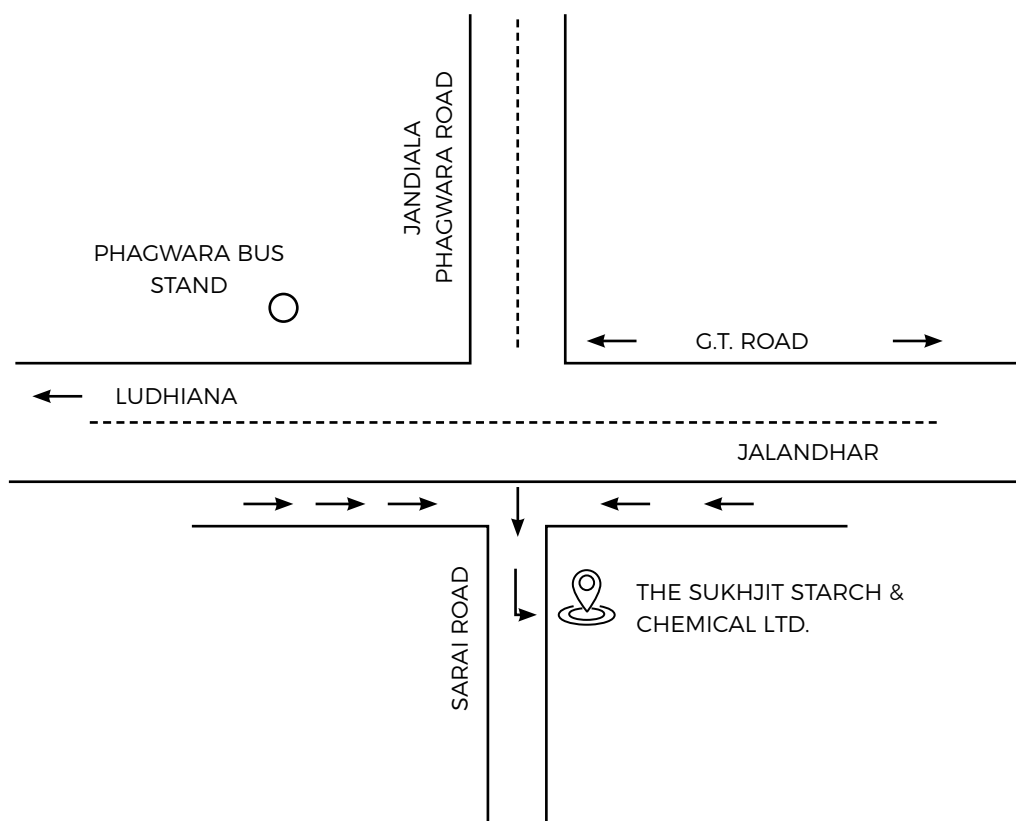 JANDIALA
PHAGWARA ROAD
PHAGWARA BUS
STAND
G.T. ROAD
LUDHIANA
JALANDHAR
SARAI ROAD
THE SUKHJIT STARCH &
CHEMICAL LTD.